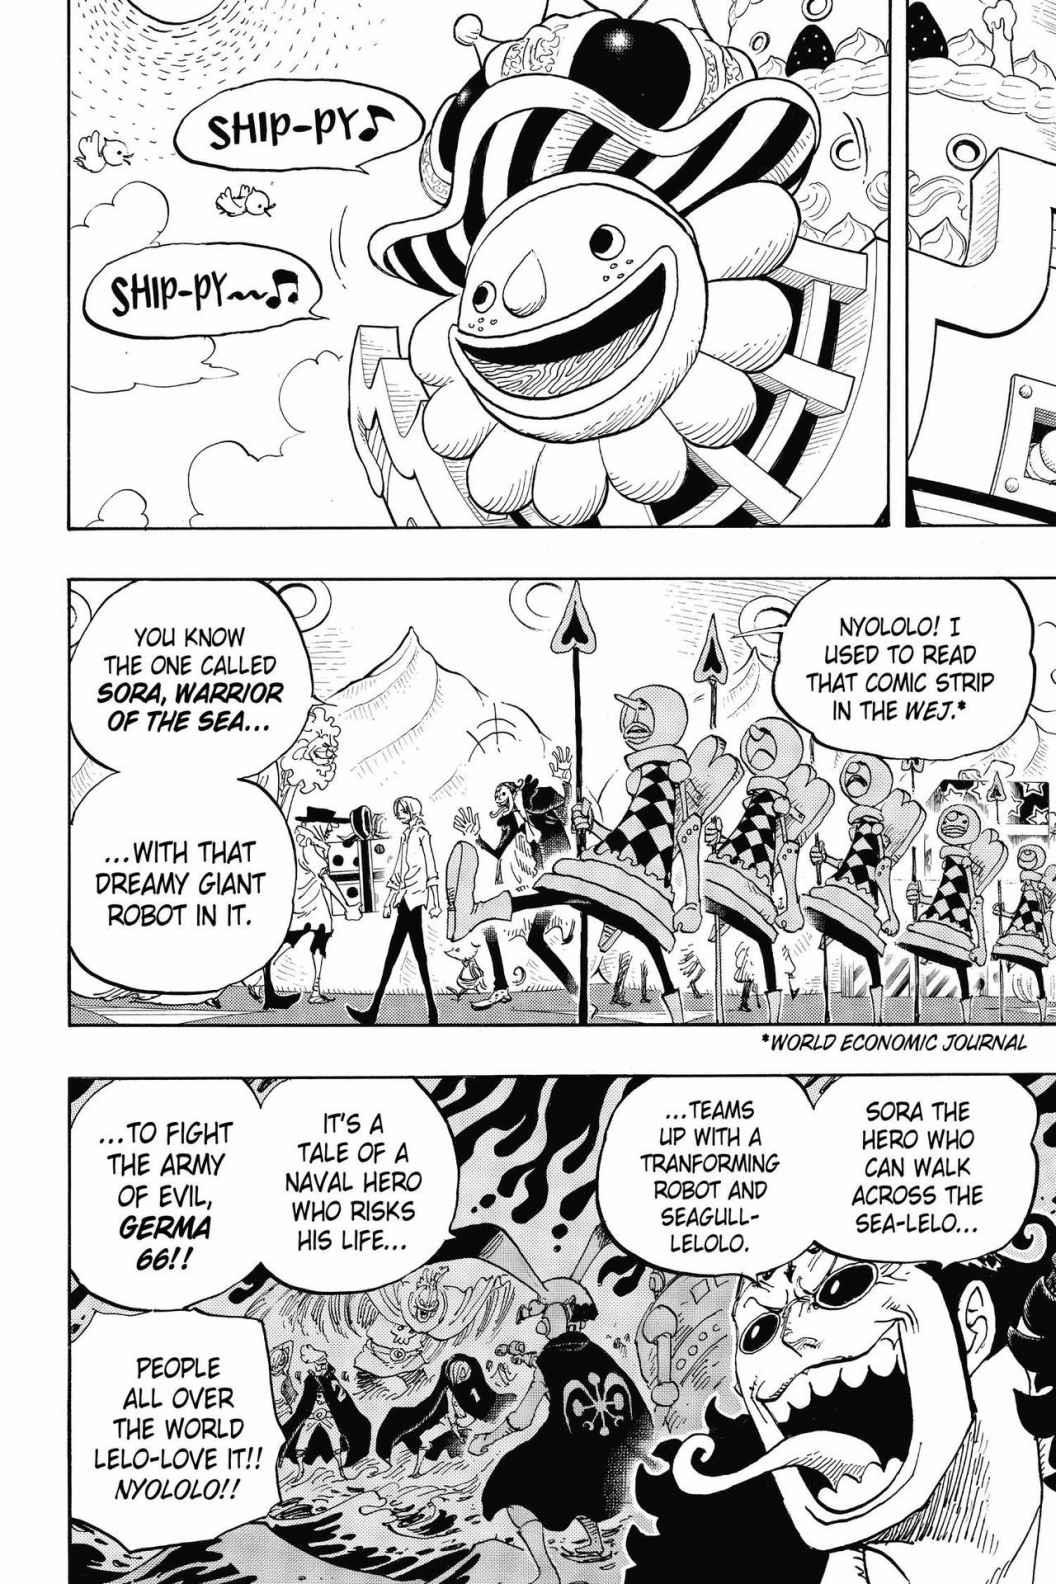 SHIP-PY♪
SHIP-PY~~♫
NYOLOLO! I
USED TO READ
THAT COMIC STRIP
IN THE WEJ.*
YOU KNOW
THE ONE CALLED
SORA, WARRIOR
OF THE SEA...
...WITH THAT
DREAMY GIANT
ROBOT IN IT.
*WORLD ECONOMIC JOURNAL
SORA THE
HERO WHO
CAN WALK
ACROSS THE
SEA-LELO...
...TEAMS
UP WITH A
TRANFORMING
ROBOT AND
SEAGULL-
LELOLO.
IT'S A
TALE OF A
NAVAL HERO
WHO RISKS
HIS LIFE...
...TO FIGHT
THE ARMY
OF EVIL,
GERMA
66!!
PEOPLE
ALL OVER
THE WORLD
LELO-LOVE IT!!
NYOLOLO!!
1